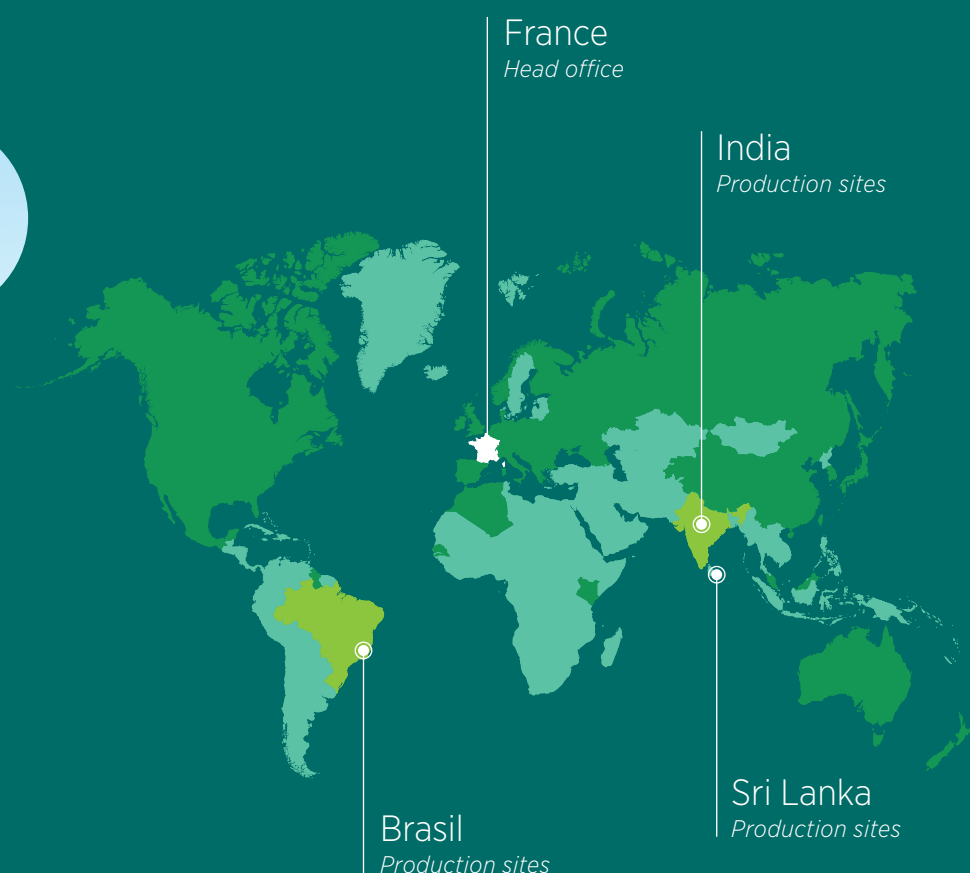 France
Head office
India
Production sites
Sri Lanka
Production sites
Brasil
Production sites